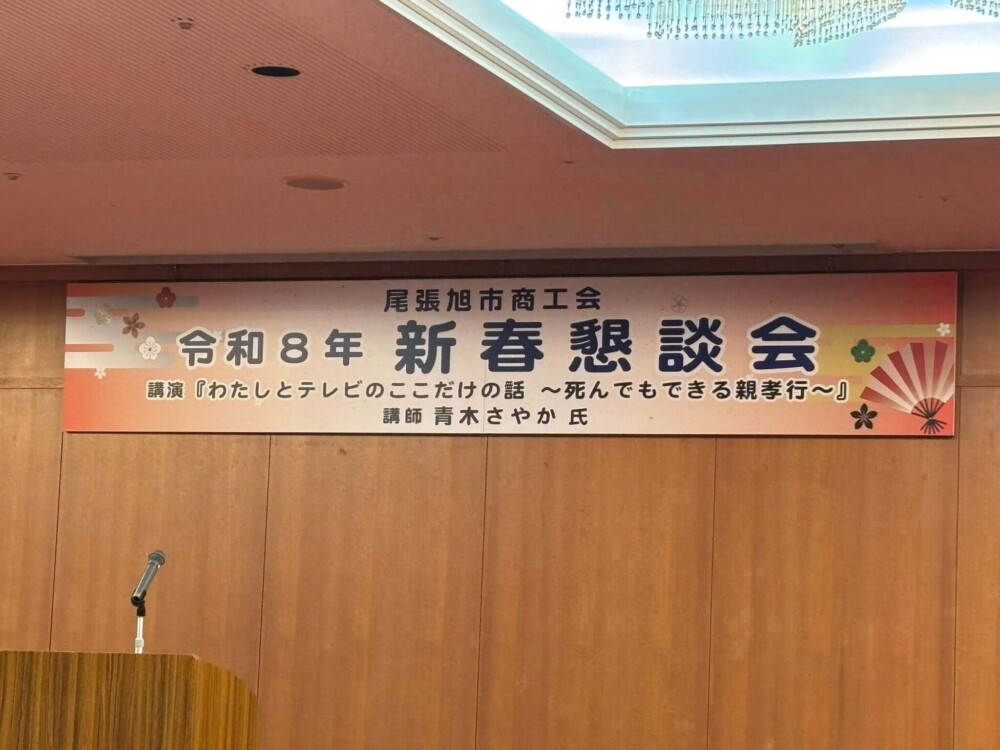 尾張旭市商工会
令和8年 新春懇談会
講演『わたしとテレビのここだけの話 ～死んでもできる親孝行～』
講師 青木さやか 氏